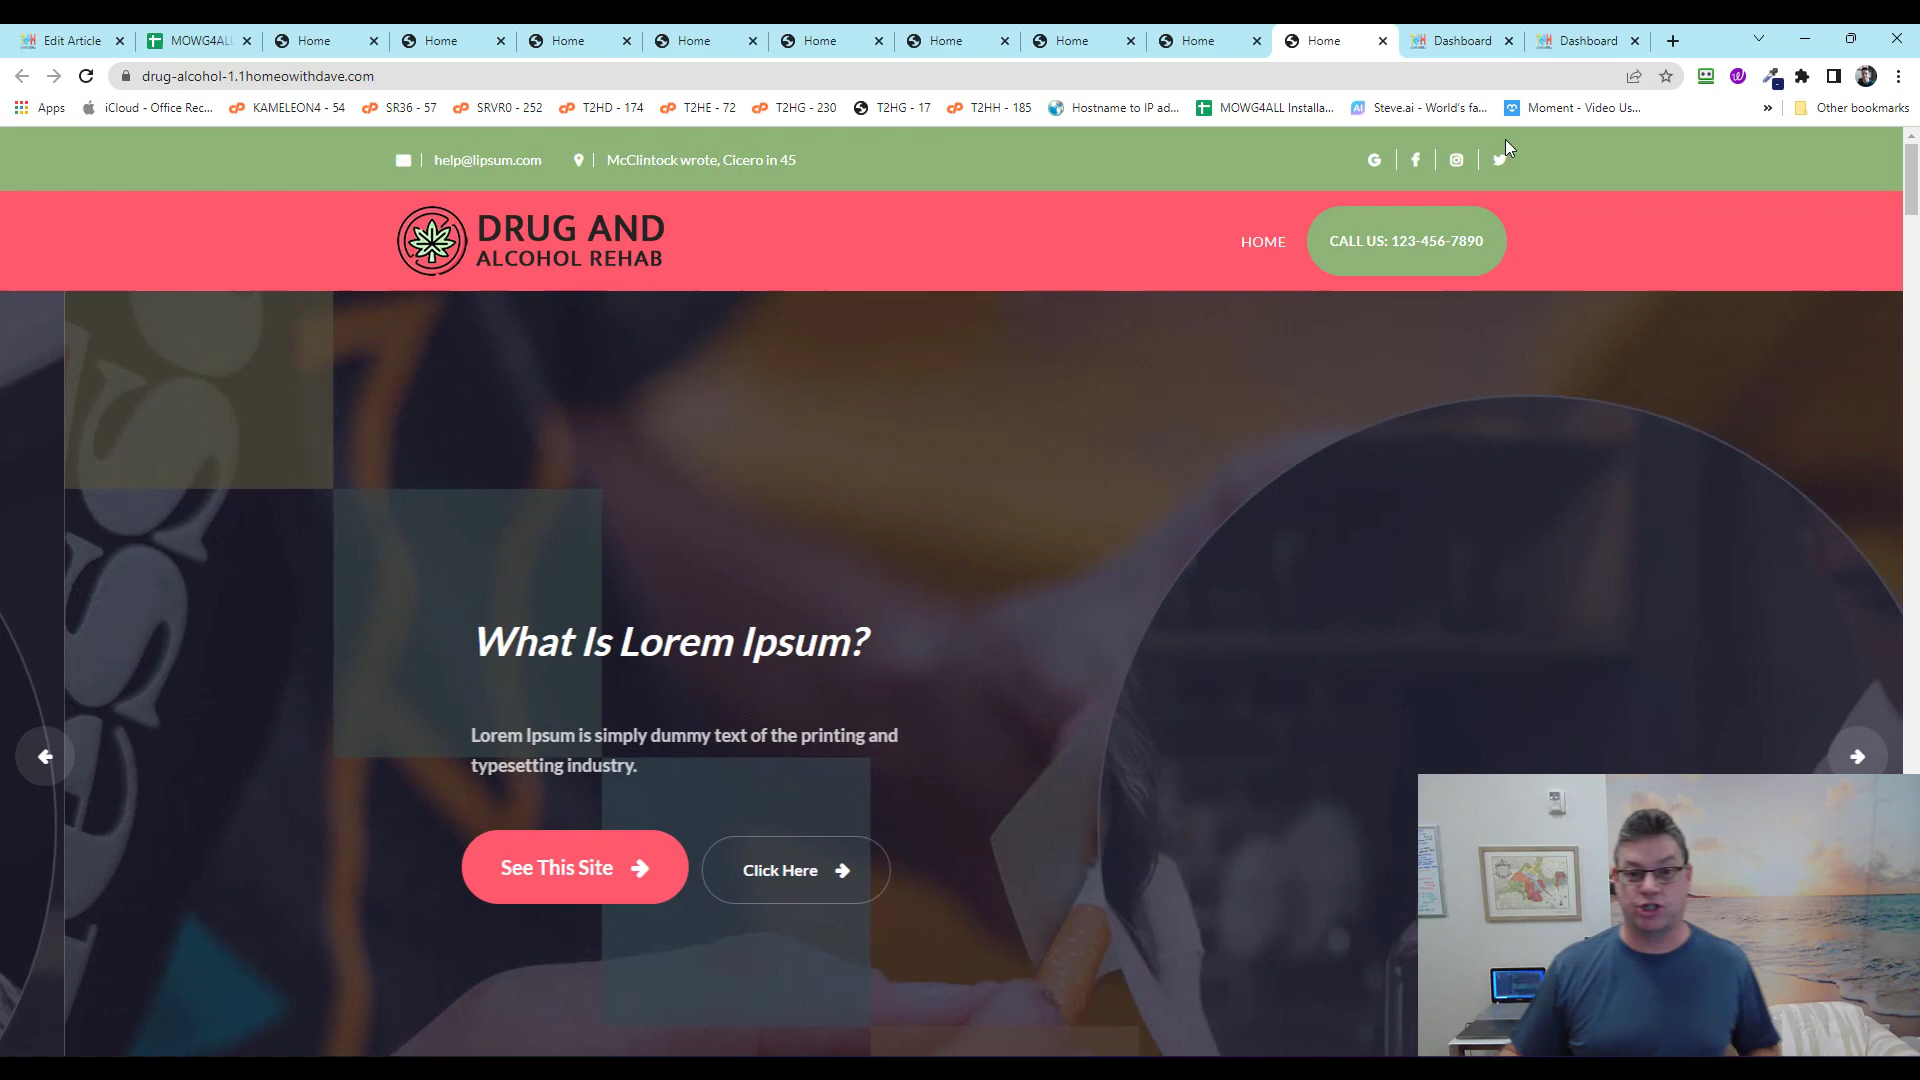 Edit Article
MOWG4ALL
Home
Home
Home
Home
Home
Home
Home
Home
Home
Dashboard
Dashboard
drug-alcohol-1.1homeowithdave.com
Apps
iCloud - Office Rec...
KAMELEON4 - 54
SR36 - 57
SRVR0 - 252
T2HD - 174
T2HE - 72
T2HG - 230
T2HG - 17
T2HH - 185
Hostname to IP ad...
MOWG4ALL Installa...
Steve.ai - World's fa...
Moment - Video Us...
»
Other bookmarks
help@lipsum.com
McClintock wrote, Cicero in 45
DRUG AND
ALCOHOL REHAB
HOME
CALL US: 123-456-7890
What Is Lorem Ipsum?
Lorem Ipsum is simply dummy text of the printing and
typesetting industry.
See This Site
Click Here